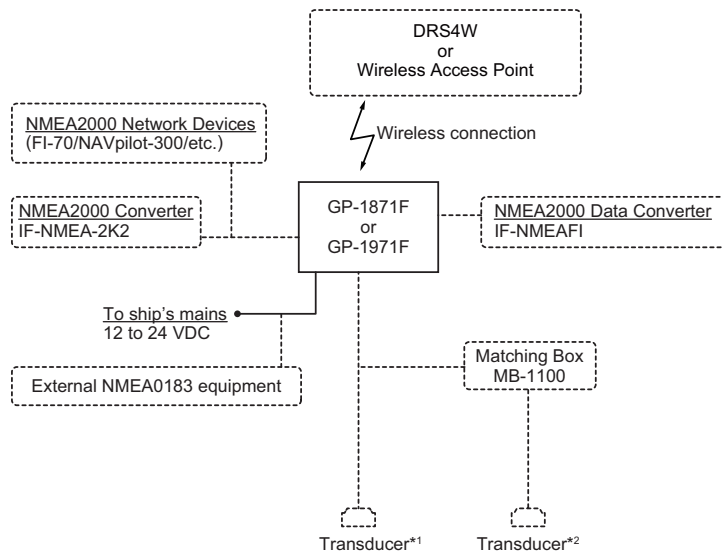 DRS4W
or
Wireless Access Point
Wireless connection
NMEA2000 Network Devices
(FI-70/NAVpilot-300/etc.)
NMEA2000 Converter
IF-NMEA-2K2
GP-1871F
or
GP-1971F
NMEA2000 Data Converter
IF-NMEAFI
To ship's mains
12 to 24 VDC
External NMEA0183 equipment
Matching Box
MB-1100
Transducer*1
Transducer*2